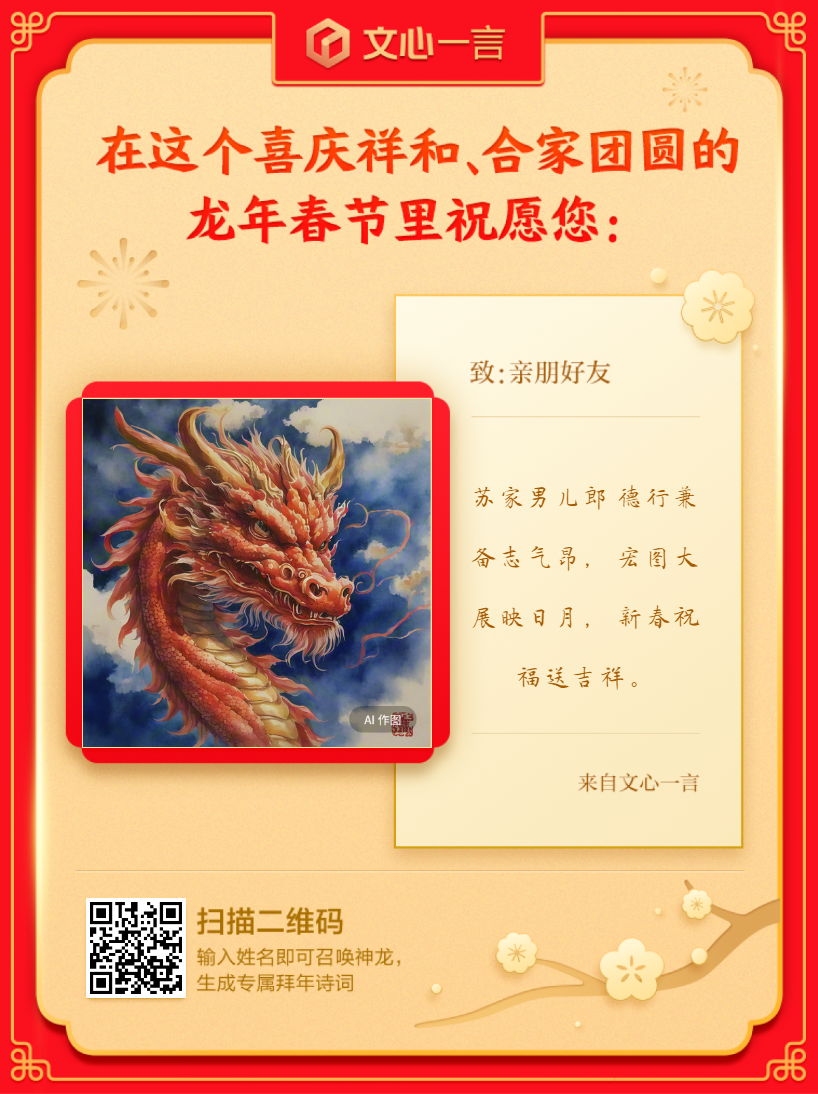 文心一言
在这个喜庆祥和、合家团圆的
龙年春节里祝愿您：
致：亲朋好友
苏家男儿郎 德行兼
备志气昂， 宏图大
展映日月， 新春祝
福送吉祥。
AI 作图
来自文心一言
扫描二维码
输入姓名即可召唤神龙，
生成专属拜年诗词